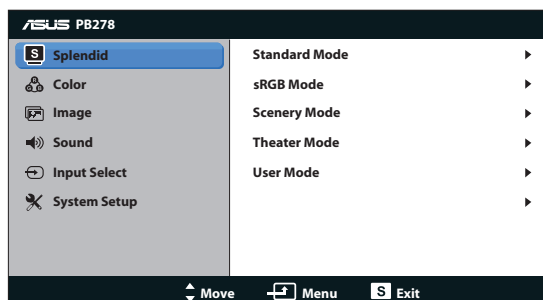 ASUS PB278
S Splendid
Color
Image
Sound
Input Select
System Setup
Standard Mode
sRGB Mode
Scenery Mode
Theater Mode
User Mode
Move Menu S Exit